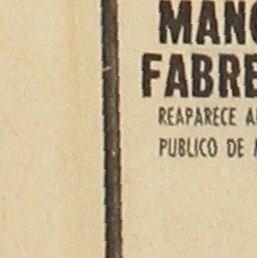 MANO
FABRE
REAPARECE A
PUBLICO DE